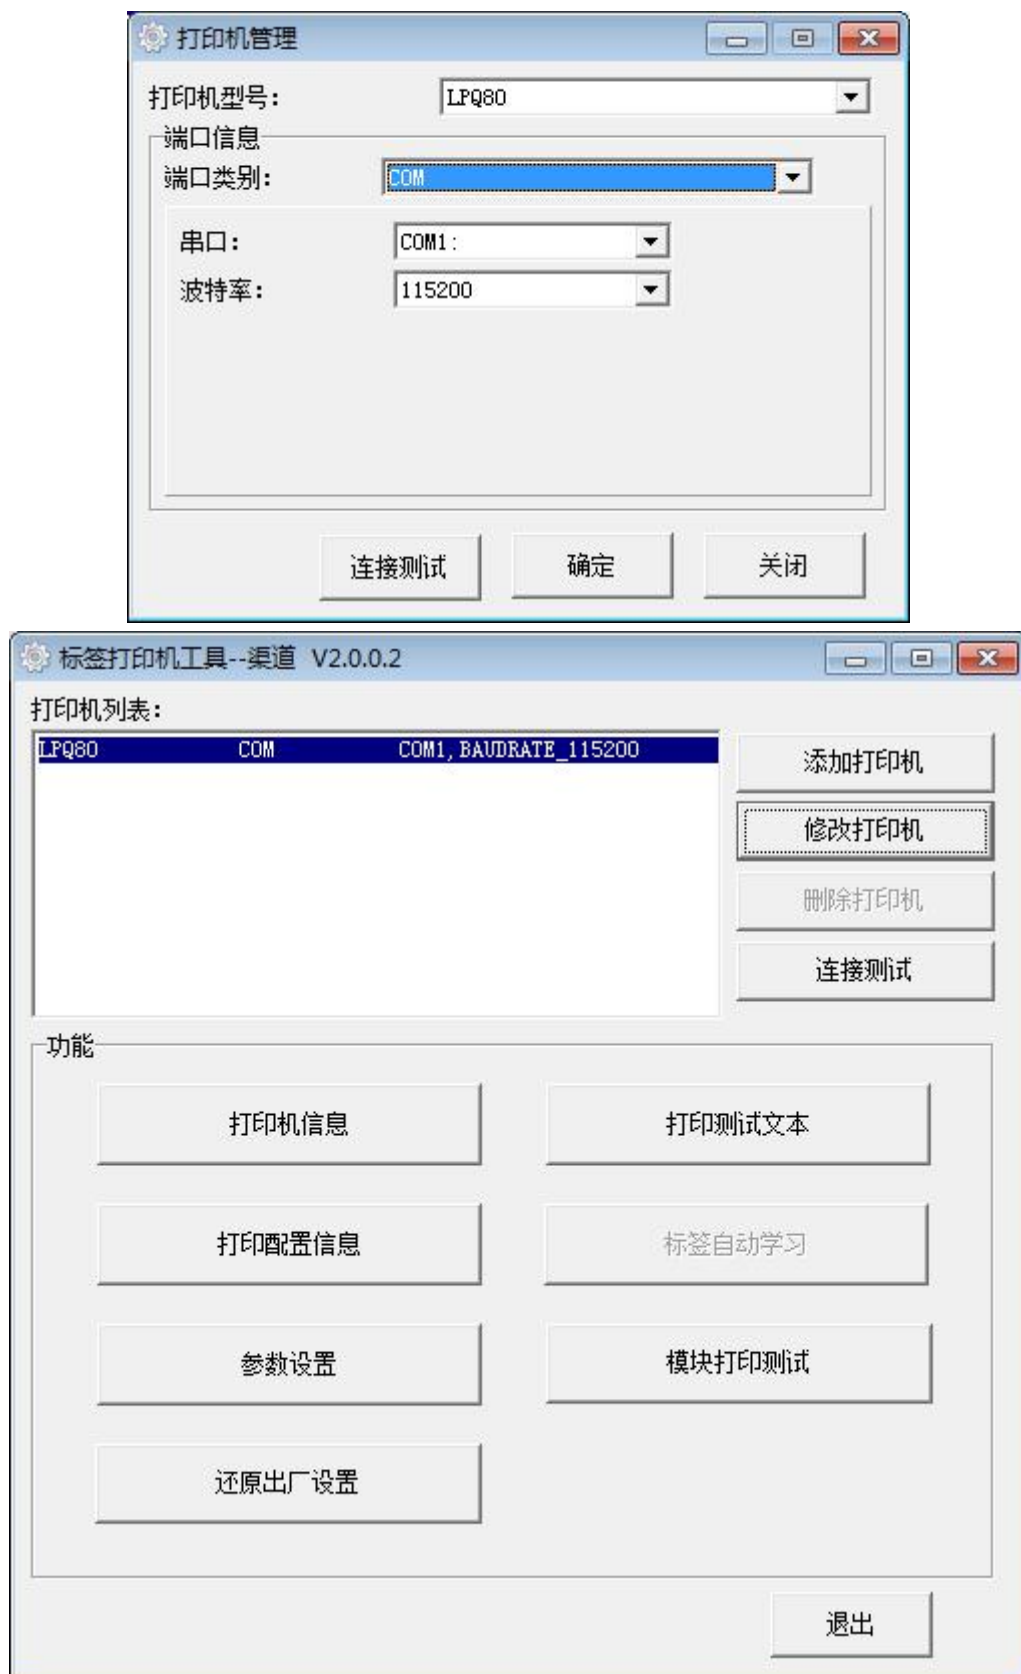 打印机管理
打印机型号： LPQ80
端口信息
端口类别： COM
串口： COM1:
波特率： 115200
连接测试 确定 关闭
标签打印机工具--渠道 V2.0.0.2
打印机列表：
LPQ80 COM COM1,BAUDRATE_115200
添加打印机
修改打印机
删除打印机
连接测试
功能
打印机信息 打印测试文本
打印配置信息 标签自动学习
参数设置 模块打印测试
还原出厂设置
退出